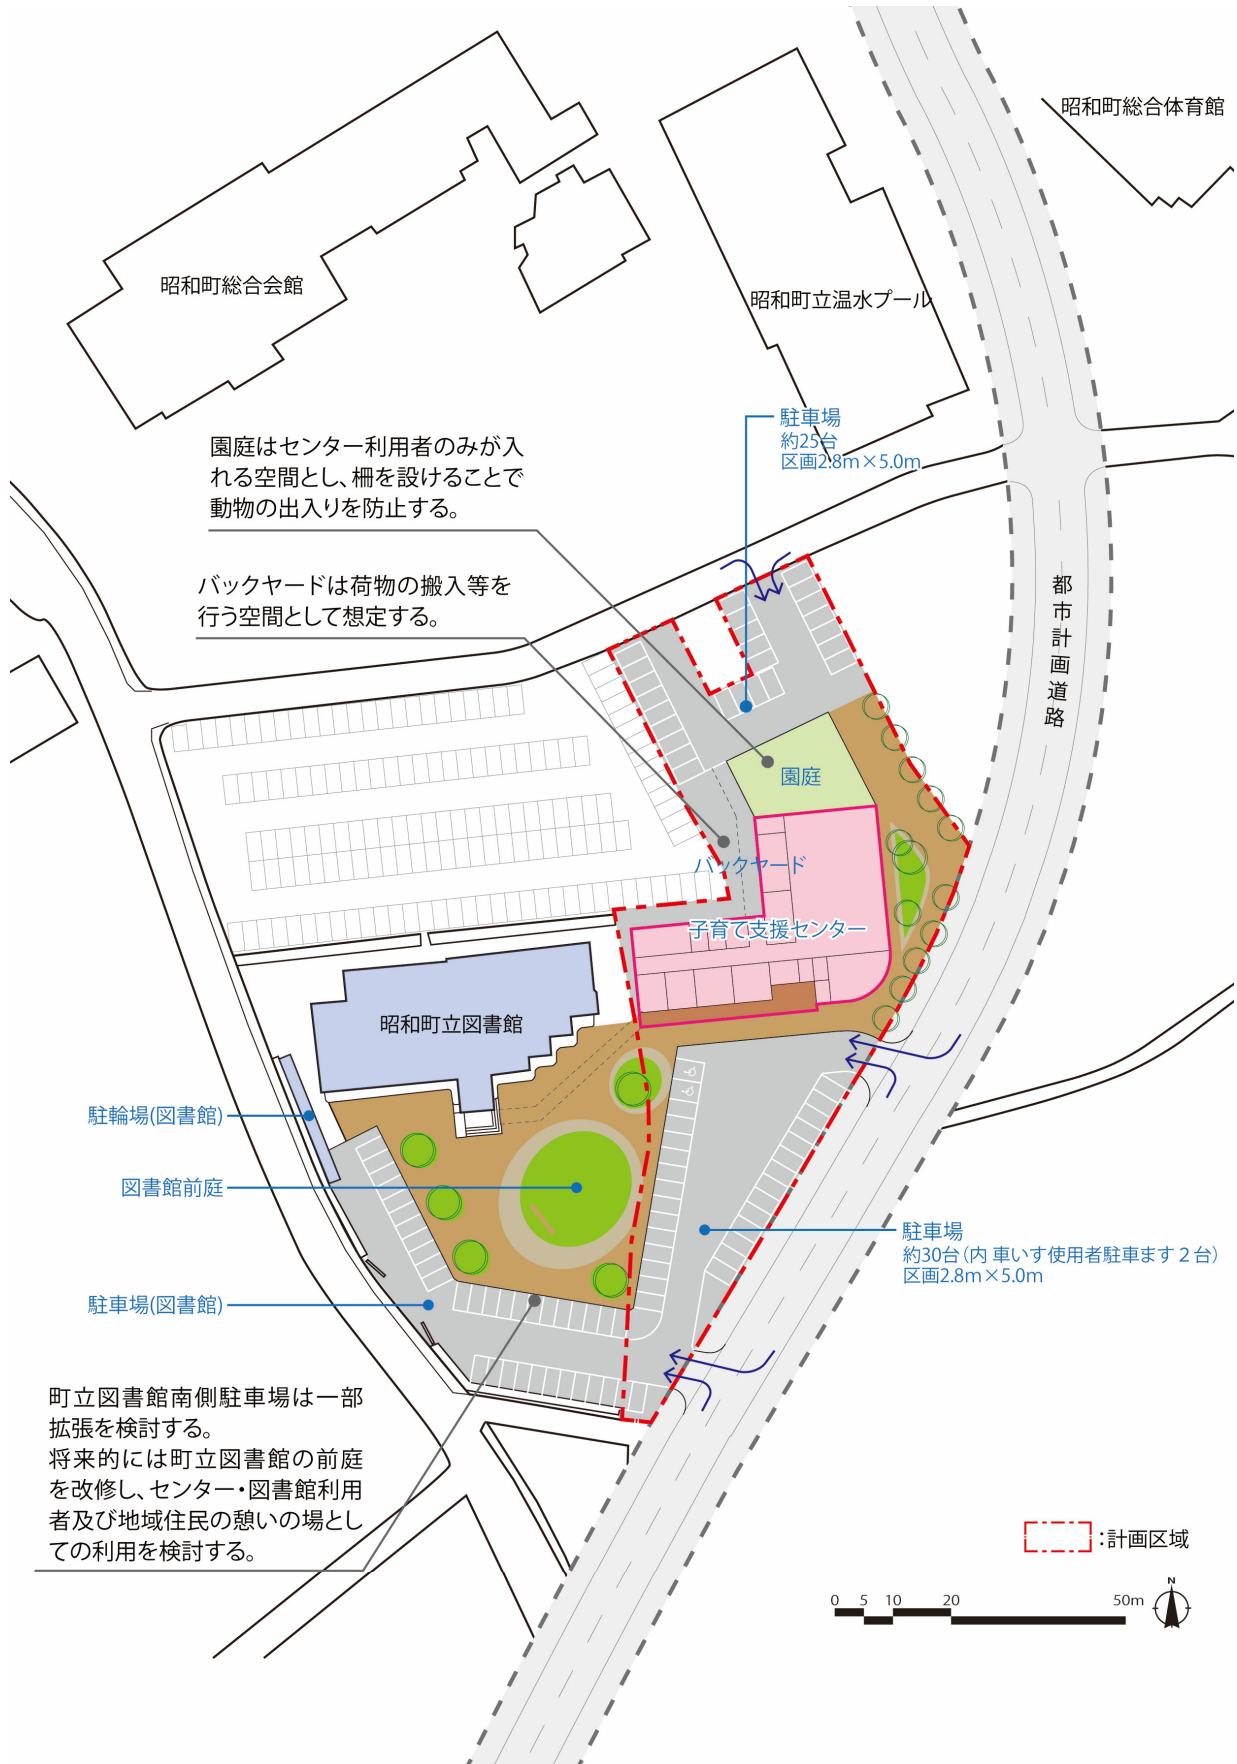 昭和町総合体育館
昭和町総合会館
昭和町立温水プール
駐車場
約25台
区画2.8m×5.0m
園庭はセンター利用者のみが入
れる空間とし、柵を設けることで
動物の出入りを防止する。
バックヤードは荷物の搬入等を
行う空間として想定する。
都市計画道路
園庭
バックヤード
子育て支援センター
昭和町立図書館
駐輪場(図書館)
図書館前庭
駐車場
約30台(内 車いす使用者駐車ます2台)
区画2.8m×5.0m
駐車場(図書館)
町立図書館南側駐車場は一部
拡張を検討する。
将来的には町立図書館の前庭
を改修し、センター・図書館利用
者及び地域住民の憩いの場とし
ての利用を検討する。
:計画区域
0 5 10 20 50m
N